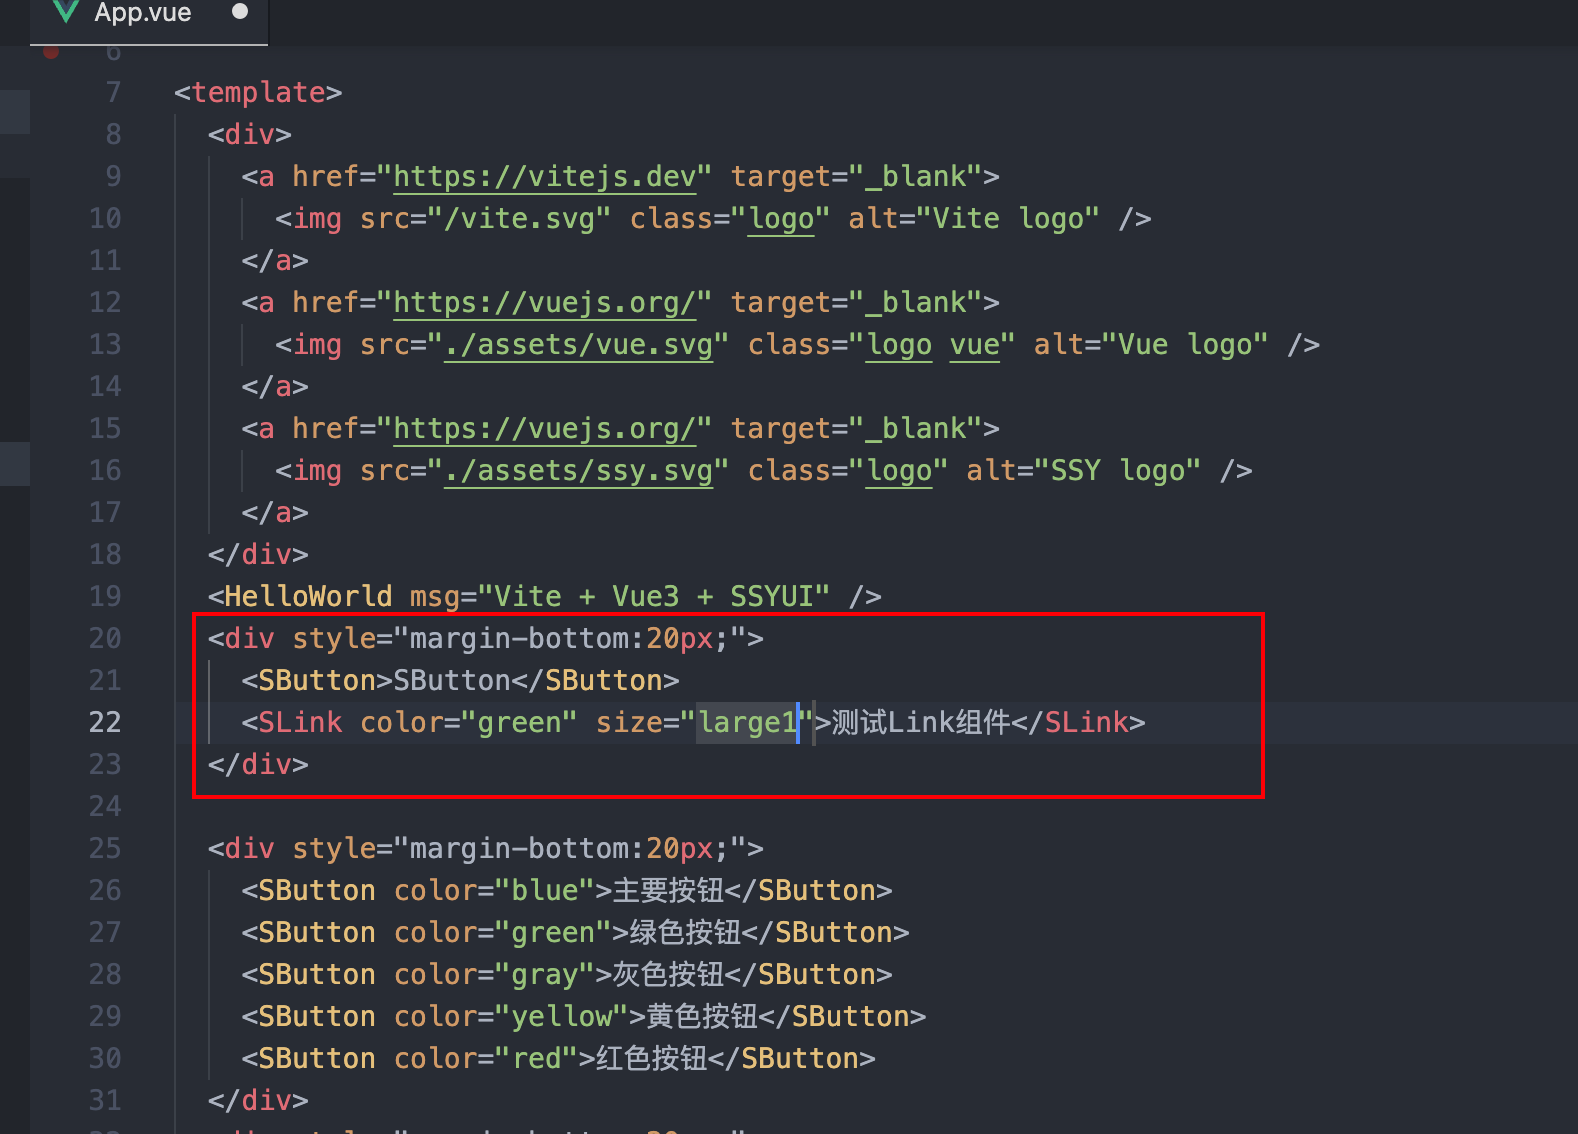 App.vue
6
7 <template>
8 <div>
9 <a href="https://vitejs.dev" target="_blank">
10 <img src="/vite.svg" class="logo" alt="Vite logo" />
11 </a>
12 <a href="https://vuejs.org/" target="_blank">
13 <img src="./assets/vue.svg" class="logo vue" alt="Vue logo" />
14 </a>
15 <a href="https://vuejs.org/" target="_blank">
16 <img src="./assets/ssy.svg" class="logo" alt="SSY logo" />
17 </a>
18 </div>
19 <HelloWorld msg="Vite + Vue3 + SSYUI" />
20 <div style="margin-bottom:20px;">
21 <SButton>SButton</SButton>
22 <SLink color="green" size="large1">测试Link组件</SLink>
23 </div>
24
25 <div style="margin-bottom:20px;">
26 <SButton color="blue">主要按钮</SButton>
27 <SButton color="green">绿色按钮</SButton>
28 <SButton color="gray">灰色按钮</SButton>
29 <SButton color="yellow">黄色按钮</SButton>
30 <SButton color="red">红色按钮</SButton>
31 </div>